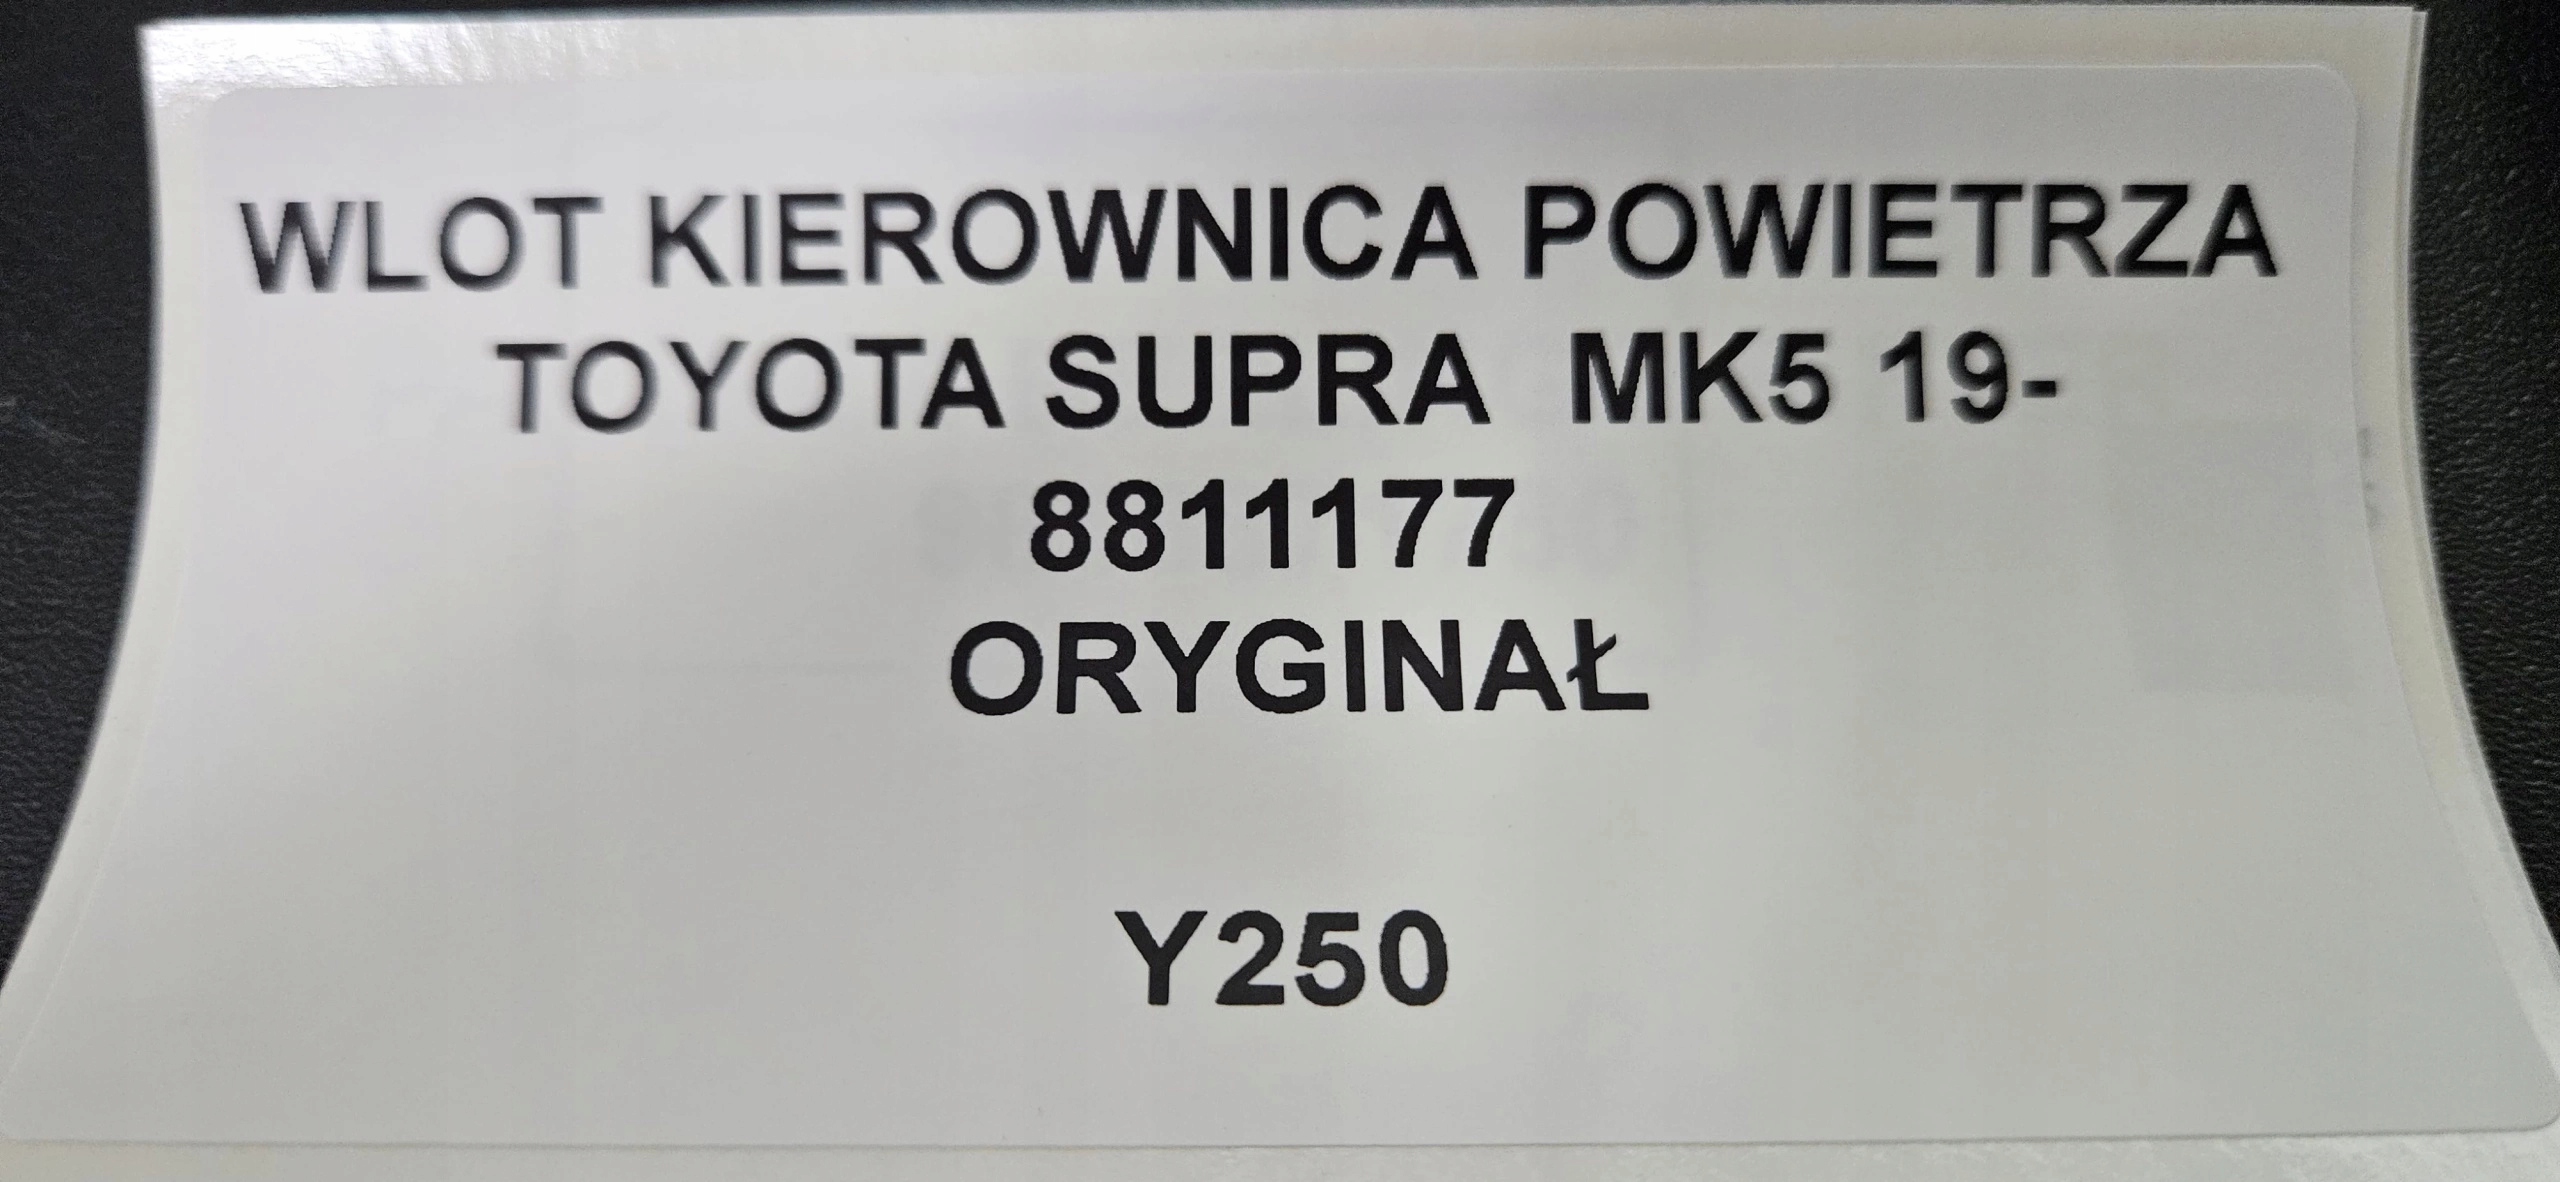 WLOT KIEROWNICA POWIETRZA
TOYOTA SUPRA  MK5 19-
8811177
ORYGINAŁ
Y250